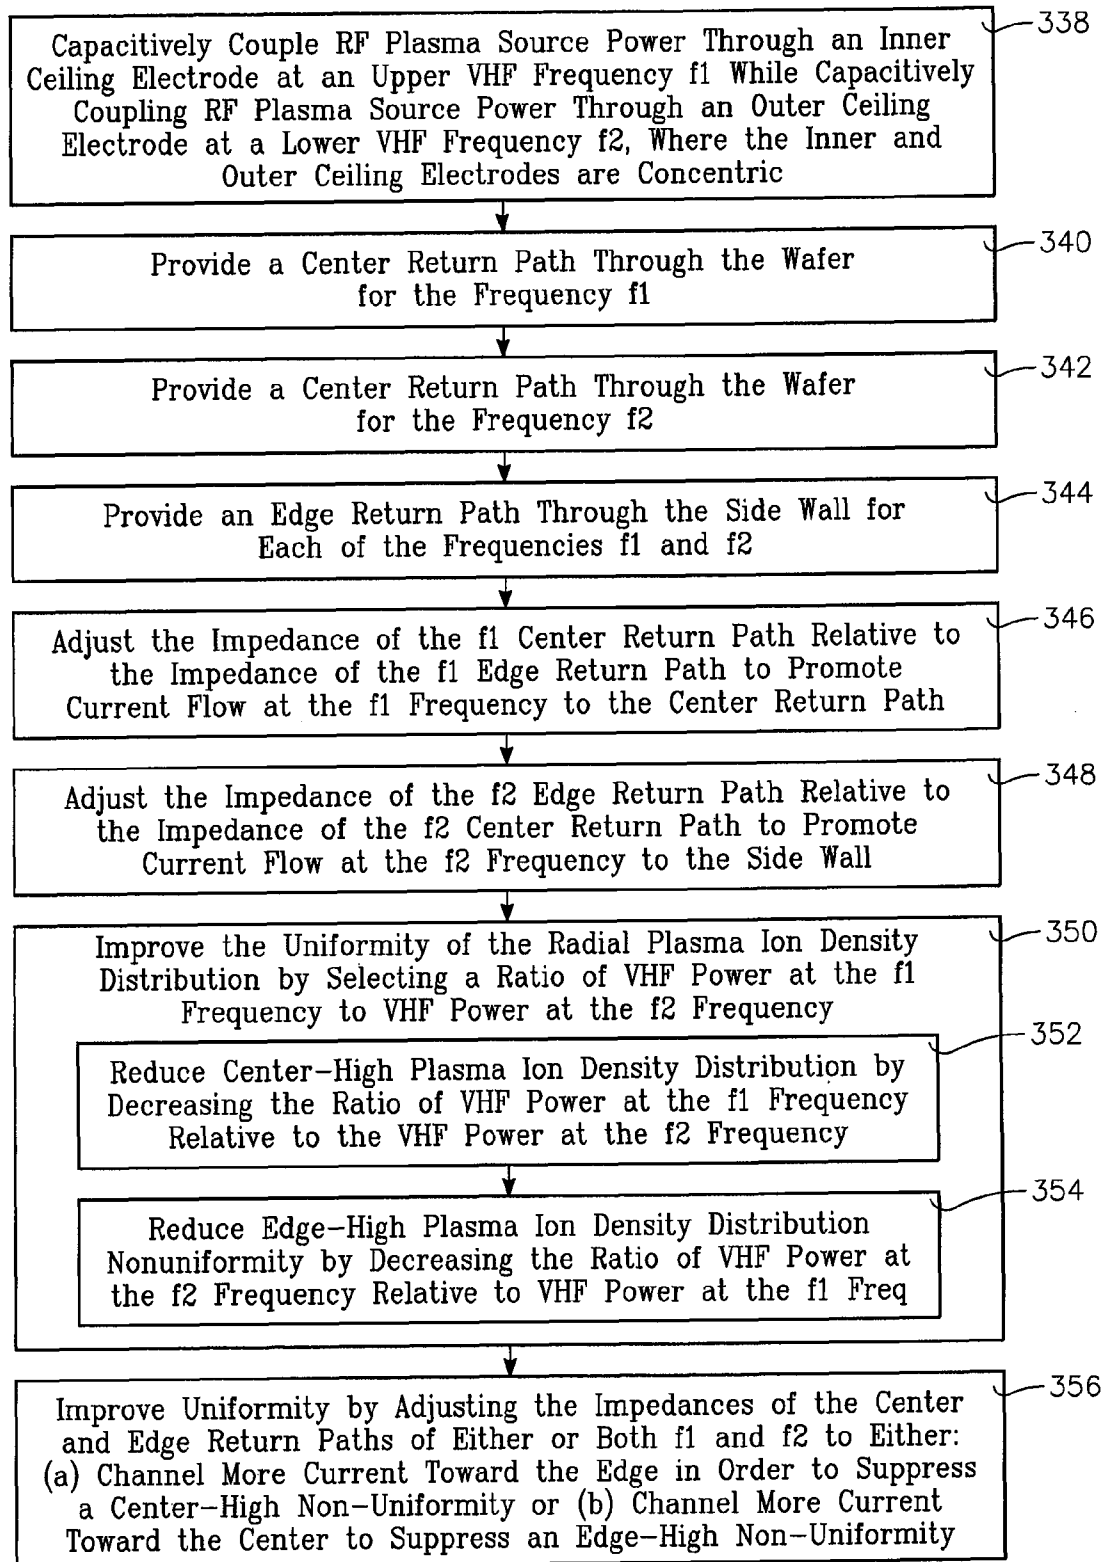 Capacitively Couple RF Plasma Source Power Through an Inner
Ceiling Electrode at an Upper VHF Frequency f1 While Capacitively
Coupling RF Plasma Source Power Through an Outer Ceiling
Electrode at a Lower VHF Frequency f2, Where the Inner and
Outer Ceiling Electrodes are Concentric
338
Provide a Center Return Path Through the Wafer
for the Frequency f1
340
Provide a Center Return Path Through the Wafer
for the Frequency f2
342
Provide an Edge Return Path Through the Side Wall for
Each of the Frequencies f1 and f2
344
Adjust the Impedance of the f1 Center Return Path Relative to
the Impedance of the f1 Edge Return Path to Promote
Current Flow at the f1 Frequency to the Center Return Path
346
Adjust the Impedance of the f2 Edge Return Path Relative to
the Impedance of the f2 Center Return Path to Promote
Current Flow at the f2 Frequency to the Side Wall
348
Improve the Uniformity of the Radial Plasma Ion Density
Distribution by Selecting a Ratio of VHF Power at the f1
Frequency to VHF Power at the f2 Frequency
350
Reduce Center-High Plasma Ion Density Distribution by
Decreasing the Ratio of VHF Power at the f1 Frequency
Relative to the VHF Power at the f2 Frequency
352
Reduce Edge-High Plasma Ion Density Distribution
Nonuniformity by Decreasing the Ratio of VHF Power at
the f2 Frequency Relative to VHF Power at the f1 Freq
354
Improve Uniformity by Adjusting the Impedances of the Center
and Edge Return Paths of Either or Both f1 and f2 to Either:
(a) Channel More Current Toward the Edge in Order to Suppress
a Center-High Non-Uniformity or (b) Channel More Current
Toward the Center to Suppress an Edge-High Non-Uniformity
356